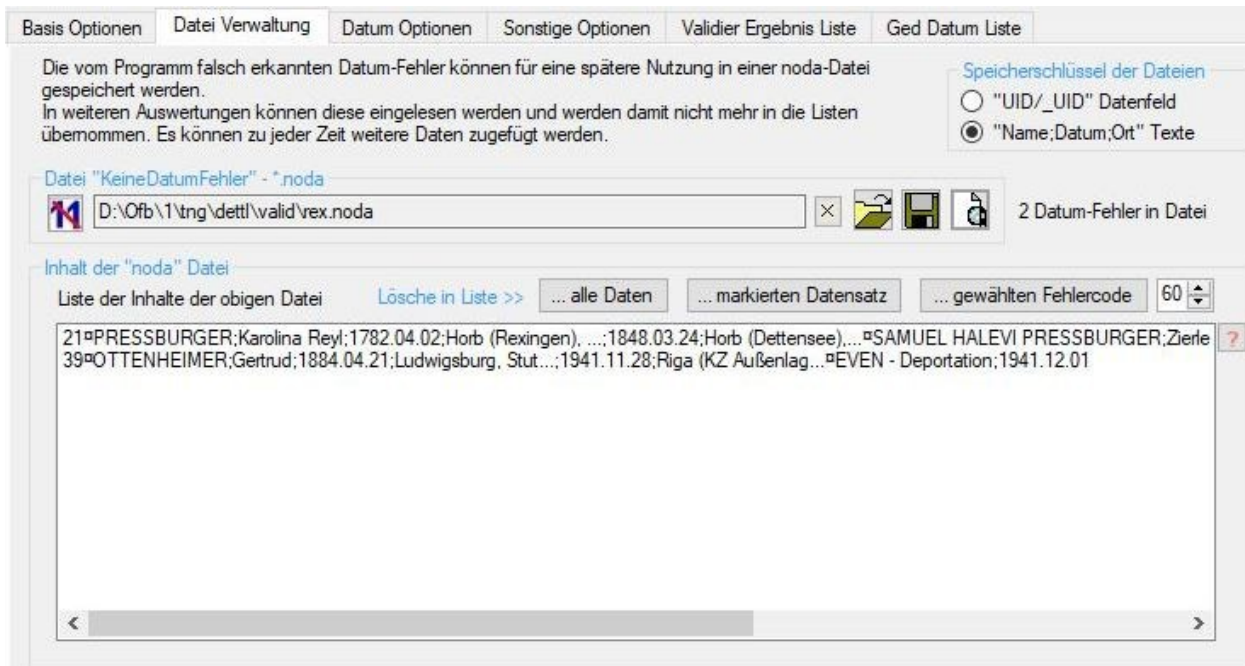 Basis Optionen Datei Verwaltung Datum Optionen Sonstige Optionen Validier Ergebnis Liste Ged Datum Liste
Die vom Programm falsch erkannten Datum-Fehler können für eine spätere Nutzung in einer noda-Datei
gespeichert werden.
In weiteren Auswertungen können diese eingelesen werden und werden damit nicht mehr in die Listen
übernommen. Es können zu jeder Zeit weitere Daten zugefügt werden.
Speicherschlüssel der Dateien
"UID/_UID" Datenfeld
"Name;Datum;Ort" Texte
Datei "KeineDatumFehler" - *.noda
D:\Ofb\1\tng\dettl\valid\rex.noda
2 Datum-Fehler in Datei
Inhalt der "noda" Datei
Liste der Inhalte der obigen Datei Lösche in Liste >> ... alle Daten ... markierten Datensatz ... gewählten Fehlercode 60
21¤PRESSBURGER;Karolina Reyl;1782.04.02;Horb (Rexingen), ...;1848.03.24;Horb (Dettensee),...¤SAMUEL HALEVI PRESSBURGER;Zierle
39¤OTTENHEIMER;Gertrud;1884.04.21;Ludwigsburg, Stut...;1941.11.28;Riga (KZ Außenlag...¤EVEN - Deportation;1941.12.01
?